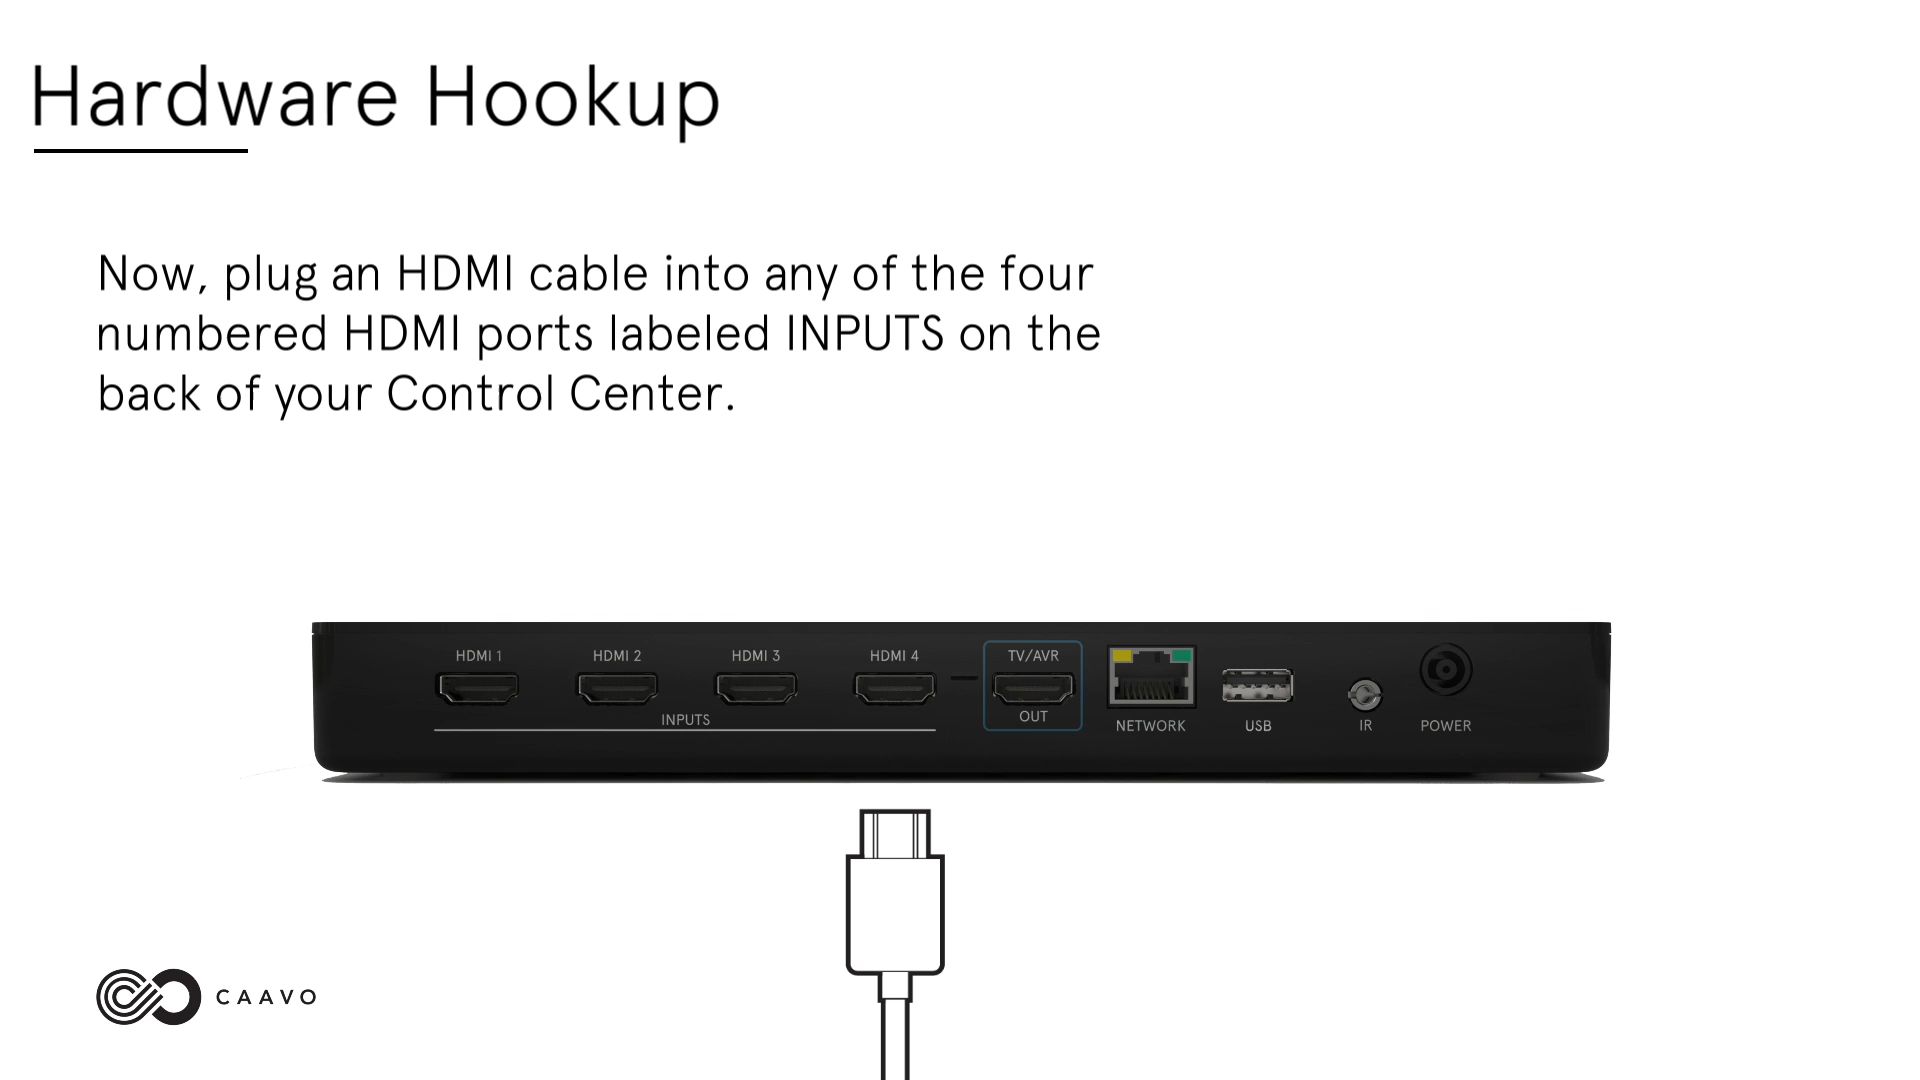 Hardware Hookup
Now, plug an HDMI cable into any of the four
numbered HDMI ports labeled INPUTS on the
back of your Control Center.
HDMI 1
HDMI 2
HDMI 3
HDMI 4
TV/AVR
INPUTS
OUT
NETWORK
USB
IR
POWER
CAAVO